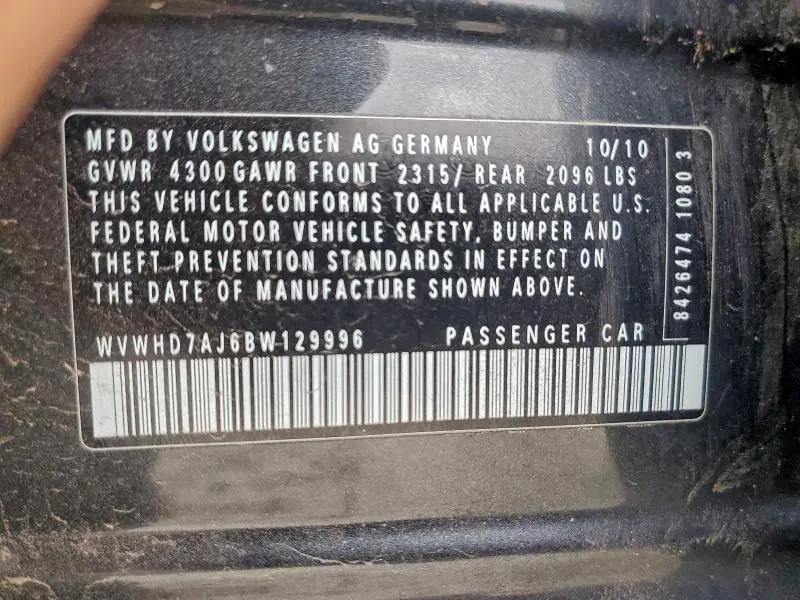 MFD BY VOLKSWAGEN AG GERMANY 10/10
GVWR 4300 GAWR FRONT 2315/ REAR 2096 LBS
THIS VEHICLE CONFORMS TO ALL APPLICABLE U.S.
FEDERAL MOTOR VEHICLE SAFETY, BUMPER AND
THEFT PREVENTION STANDARDS IN EFFECT ON
THE DATE OF MANUFACTURE SHOWN ABOVE.
WVWHD7AJ6BW129996 PASSENGER CAR
8426474 1080 3